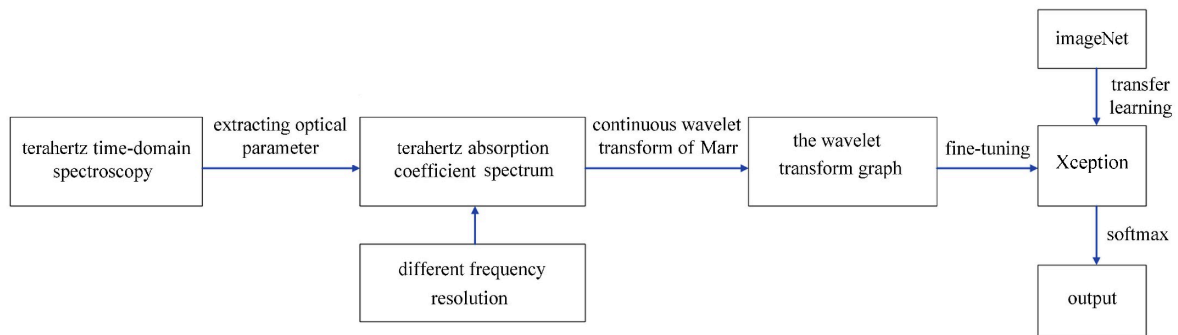 imageNet
transfer
learning
terahertz time-domain
spectroscopy
extracting optical
parameter
terahertz absorption
coefficient spectrum
continuous wavelet
transform of Marr
the wavelet
transform graph
fine-tuning
Xception
different frequency
resolution
softmax
output